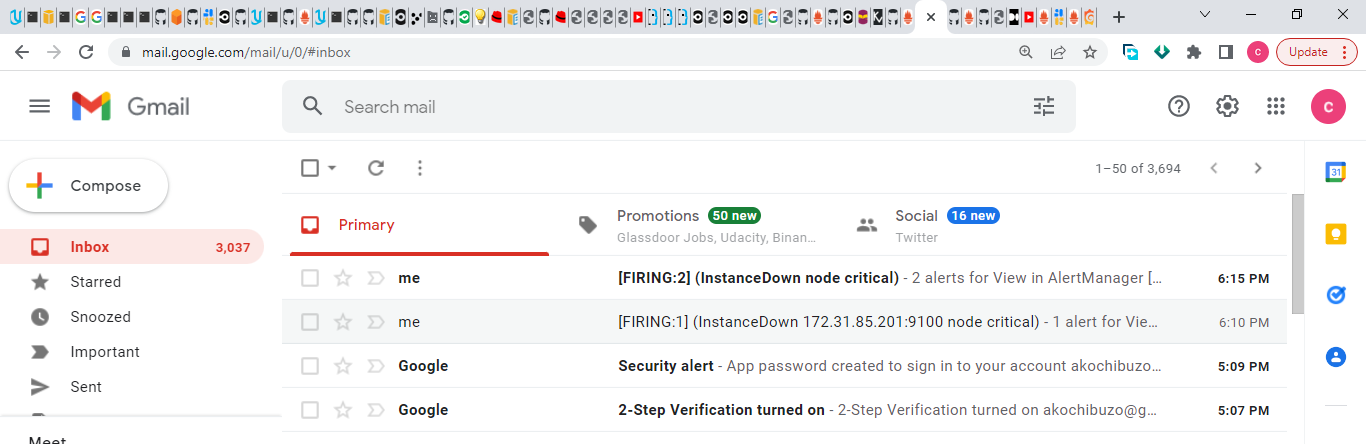 mail.google.com/mail/u/0/#inbox
c
Update
Gmail
Search mail
c
Compose
1–50 of 3,694
31
Primary
Promotions 50 new
Glassdoor Jobs, Udacity, Binan…
Social 16 new
Twitter
Inbox 3,037
me [FIRING:2] (InstanceDown node critical) - 2 alerts for View in AlertManager [… 6:15 PM
Starred
Snoozed
me [FIRING:1] (InstanceDown 172.31.85.201:9100 node critical) - 1 alert for Vie… 6:10 PM
Important
Google Security alert - App password created to sign in to your account akochibuzo… 5:09 PM
Sent
Google 2-Step Verification turned on - 2-Step Verification turned on akochibuzo@g… 5:07 PM
Meet